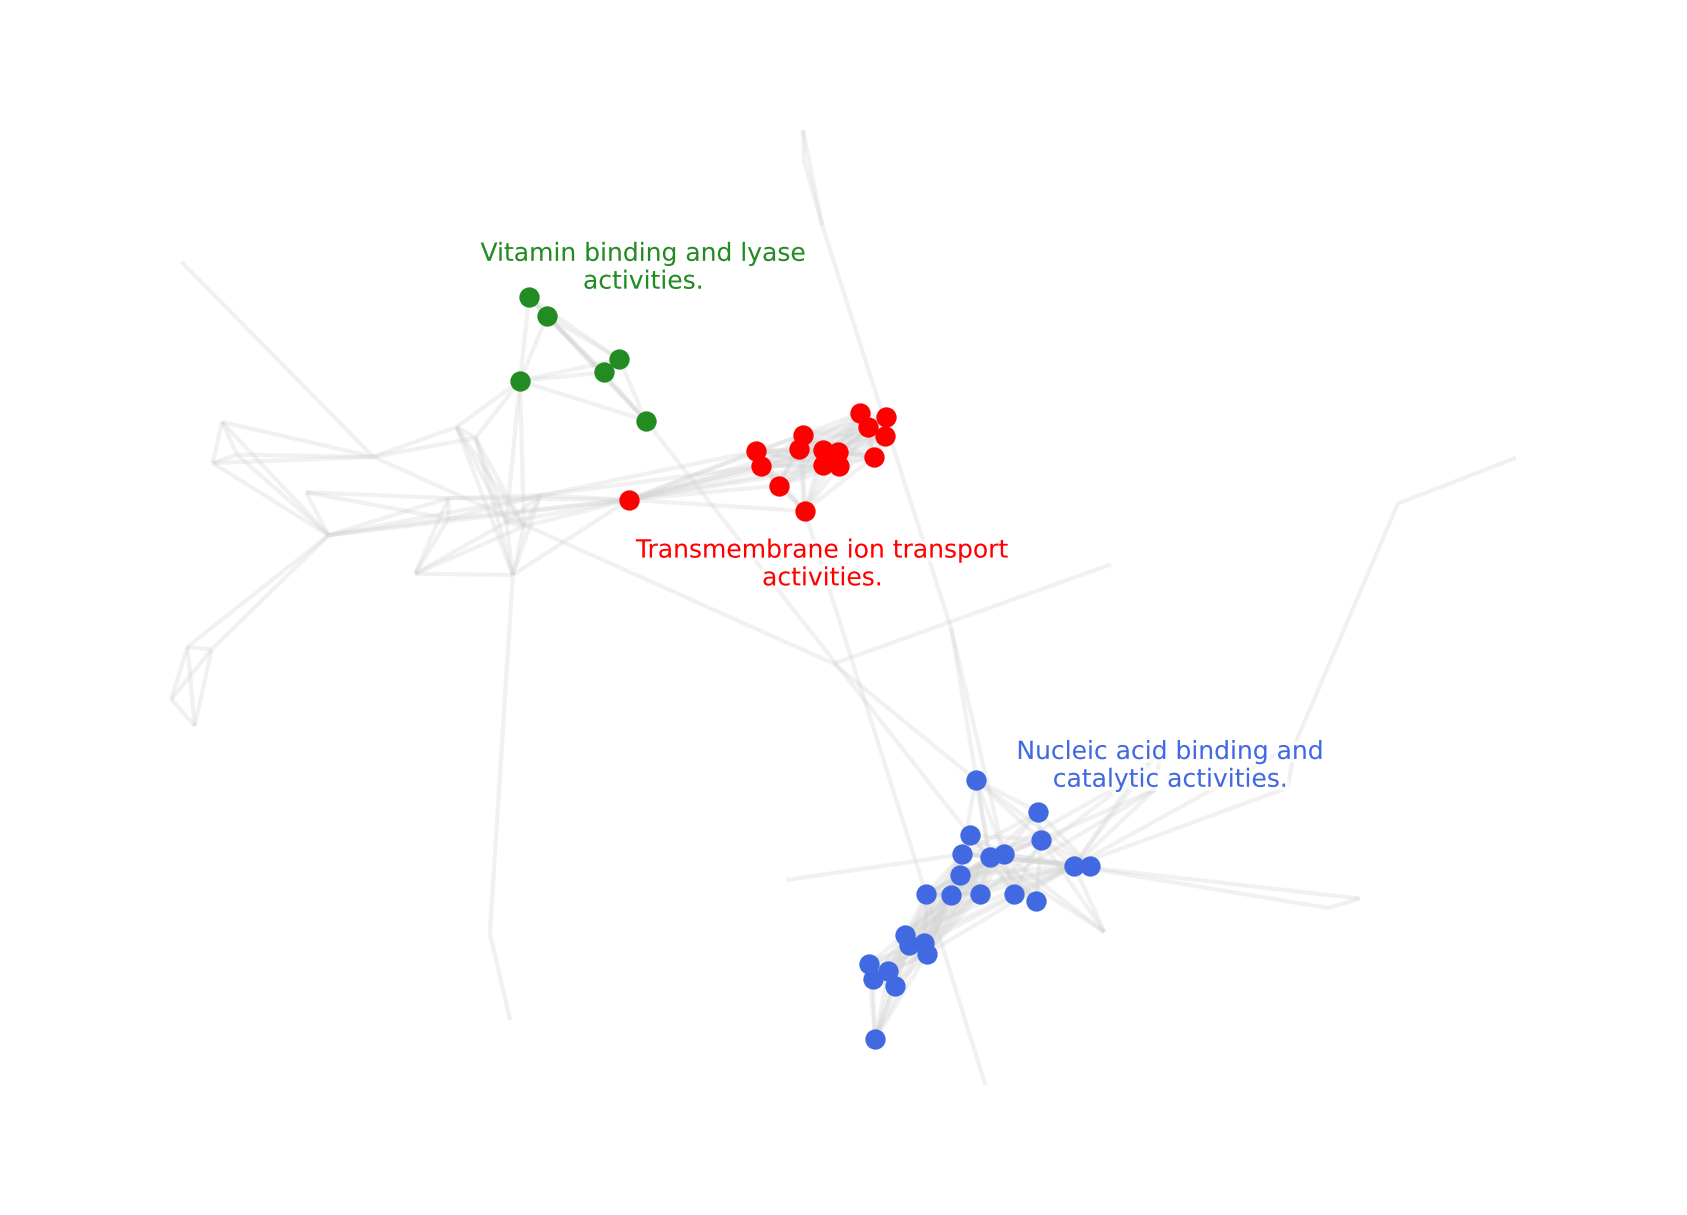 Vitamin binding and lyase
activities.
Transmembrane ion transport
activities.
Nucleic acid binding and
catalytic activities.